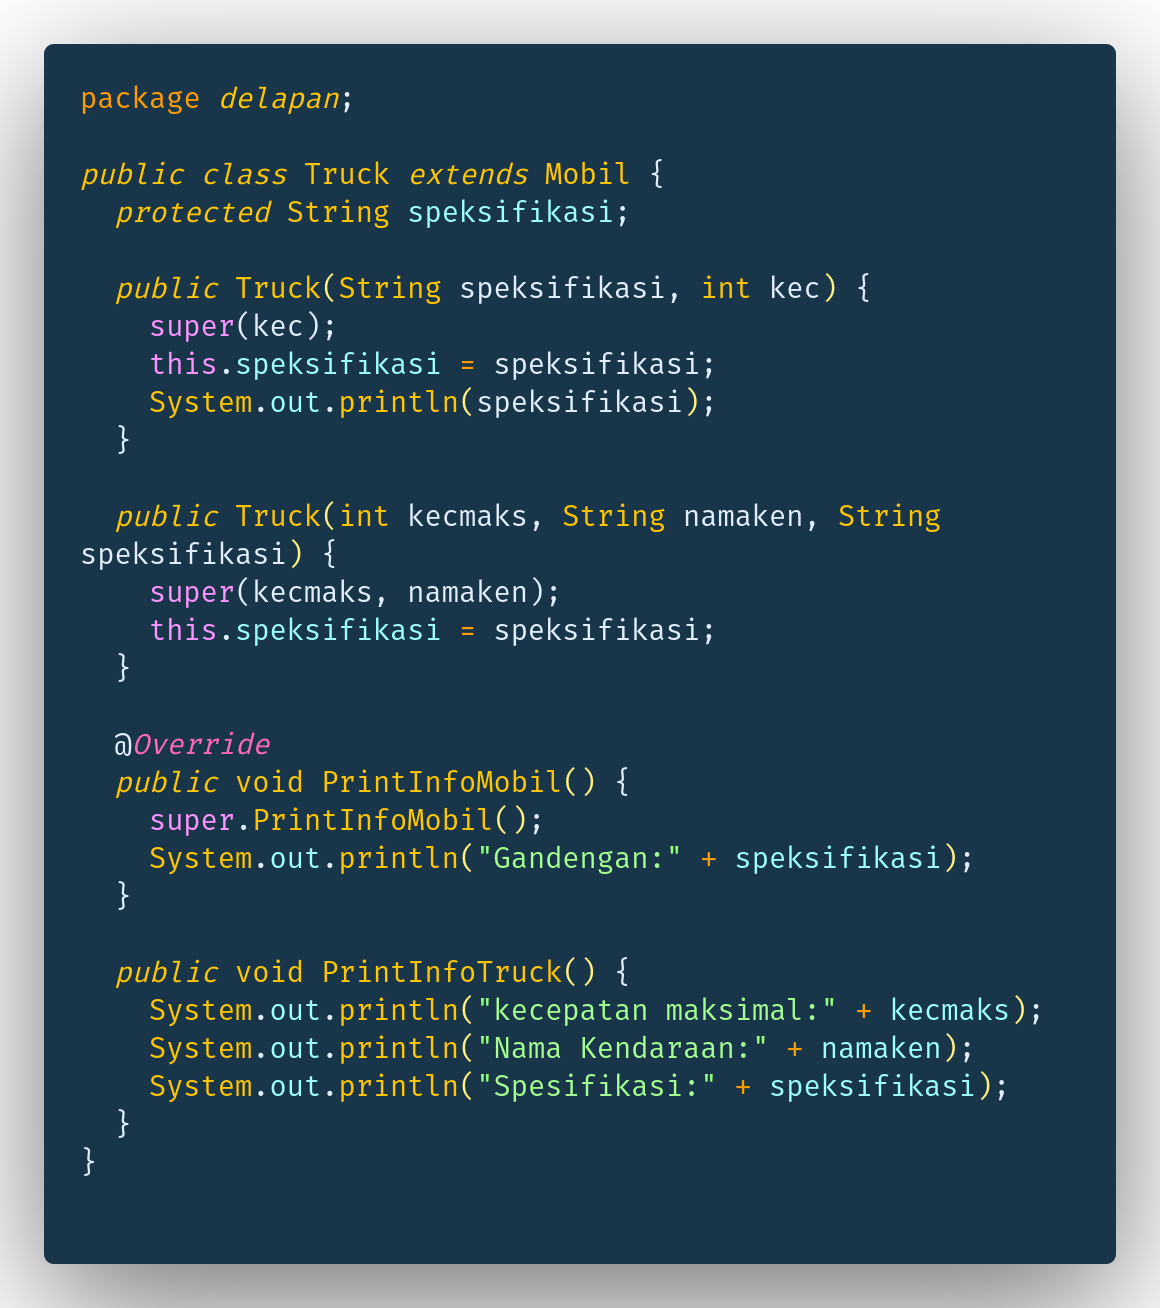 package delapan;

public class Truck extends Mobil {
  protected String speksifikasi;

  public Truck(String speksifikasi, int kec) {
    super(kec);
    this.speksifikasi = speksifikasi;
    System.out.println(speksifikasi);
  }

  public Truck(int kecmaks, String namaken, String
speksifikasi) {
    super(kecmaks, namaken);
    this.speksifikasi = speksifikasi;
  }

  @Override
  public void PrintInfoMobil() {
    super.PrintInfoMobil();
    System.out.println("Gandengan:" + speksifikasi);
  }

  public void PrintInfoTruck() {
    System.out.println("kecepatan maksimal:" + kecmaks);
    System.out.println("Nama Kendaraan:" + namaken);
    System.out.println("Spesifikasi:" + speksifikasi);
  }
}